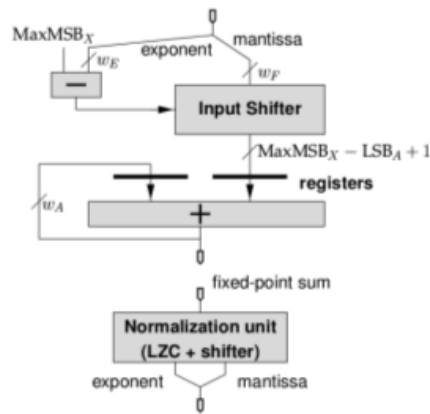 MaxMSB_X
exponent
mantissa
w_E
w_F
−
Input Shifter
MaxMSB_X − LSB_A + 1
registers
w_A
+
fixed-point sum
Normalization unit
(LZC + shifter)
exponent
mantissa